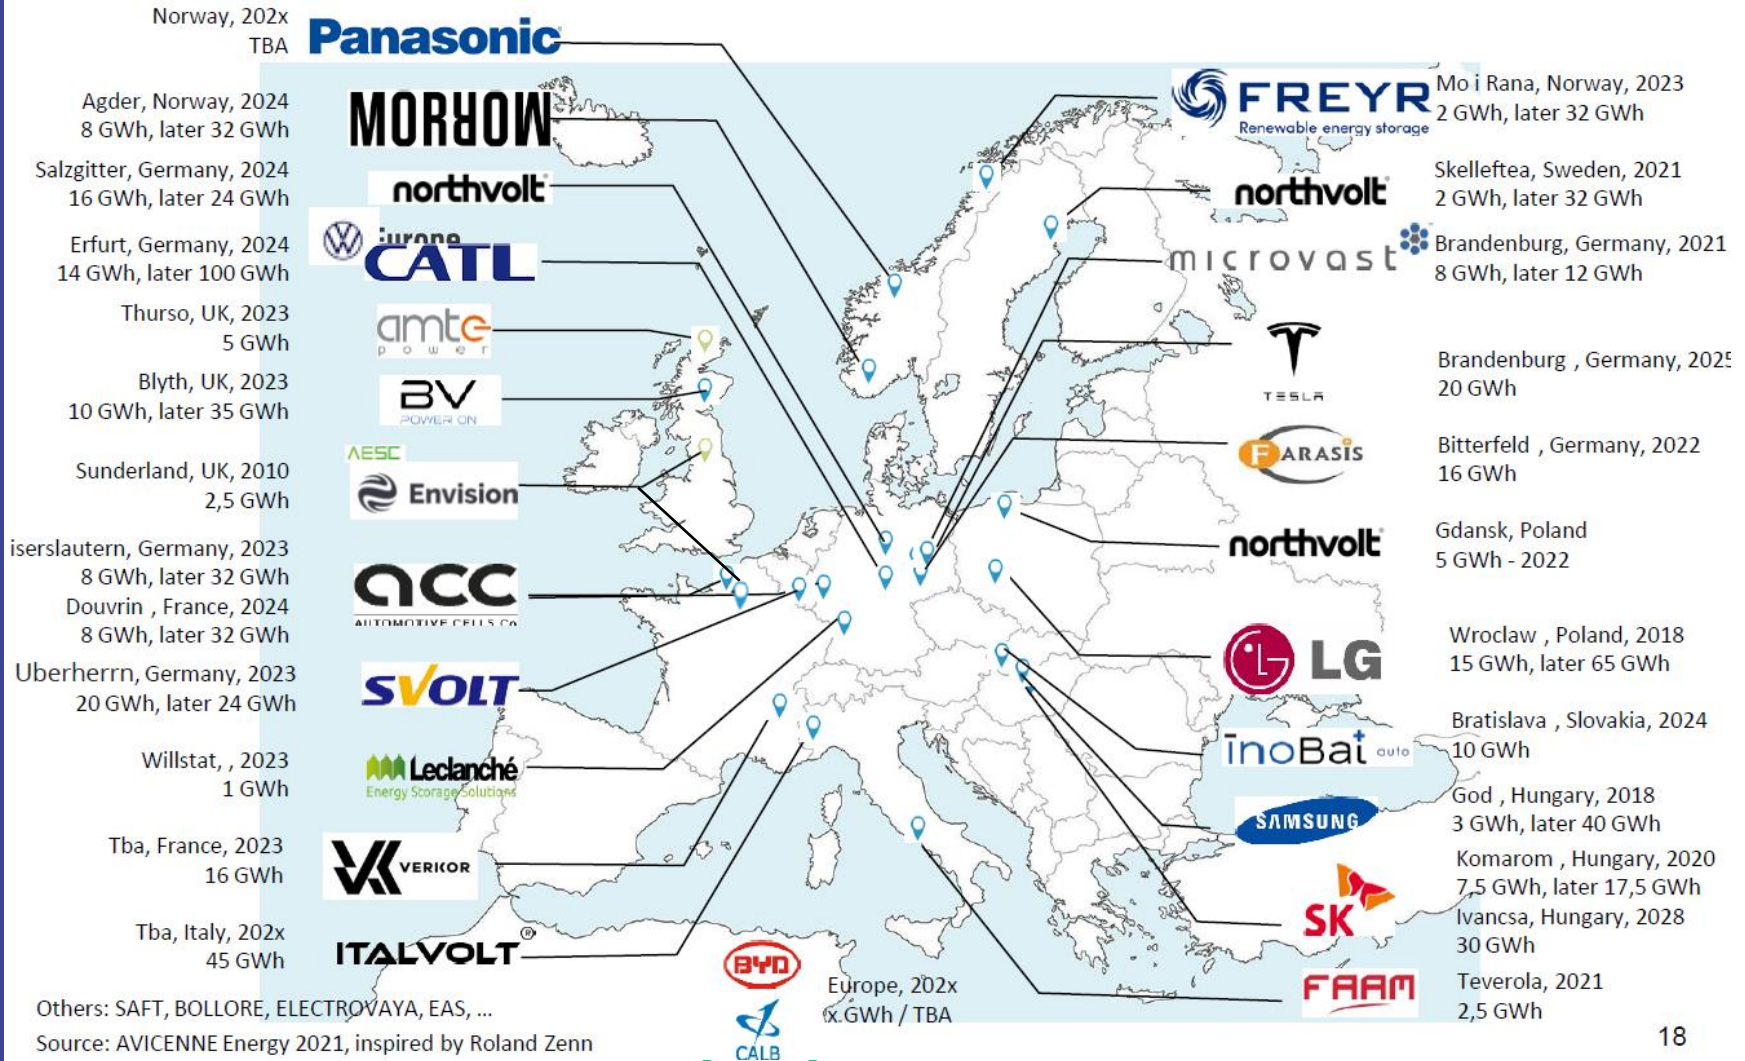 Norway, 202x
TBA
Panasonic
Agder, Norway, 2024
8 GWh, later 32 GWh
MORROW
Salzgitter, Germany, 2024
16 GWh, later 24 GWh
northvolt
Erfurt, Germany, 2024
14 GWh, later 100 GWh
Europe
CATL
Thurso, UK, 2023
5 GWh
amte
power
Blyth, UK, 2023
10 GWh, later 35 GWh
BV
POWER ON
AESC
Sunderland, UK, 2010
2,5 GWh
Envision
iserslautern, Germany, 2023
8 GWh, later 32 GWh
Douvrin , France, 2024
8 GWh, later 32 GWh
acc
AUTOMOTIVE CELLS Co
Uberherrn, Germany, 2023
20 GWh, later 24 GWh
SVOLT
Willstat, , 2023
1 GWh
Leclanché
Energy Storage Solutions
Tba, France, 2023
16 GWh
VERKOR
Tba, Italy, 202x
45 GWh
ITALVOLT®
Others: SAFT, BOLLORE, ELECTROVAYA, EAS, ...
Source: AVICENNE Energy 2021, inspired by Roland Zenn
BYD
CALB
Europe, 202x
x.GWh / TBA
FREYR
Renewable energy storage
Mo i Rana, Norway, 2023
2 GWh, later 32 GWh
northvolt
Skelleftea, Sweden, 2021
2 GWh, later 32 GWh
microvast
Brandenburg, Germany, 2021
8 GWh, later 12 GWh
TESLA
Brandenburg , Germany, 2025
20 GWh
FARASIS
Bitterfeld , Germany, 2022
16 GWh
northvolt
Gdansk, Poland
5 GWh - 2022
LG
Wroclaw , Poland, 2018
15 GWh, later 65 GWh
InoBat auto
Bratislava , Slovakia, 2024
10 GWh
SAMSUNG
God , Hungary, 2018
3 GWh, later 40 GWh
SK
Komarom , Hungary, 2020
7,5 GWh, later 17,5 GWh
Ivancsa, Hungary, 2028
30 GWh
FAAM
Teverola, 2021
2,5 GWh
18